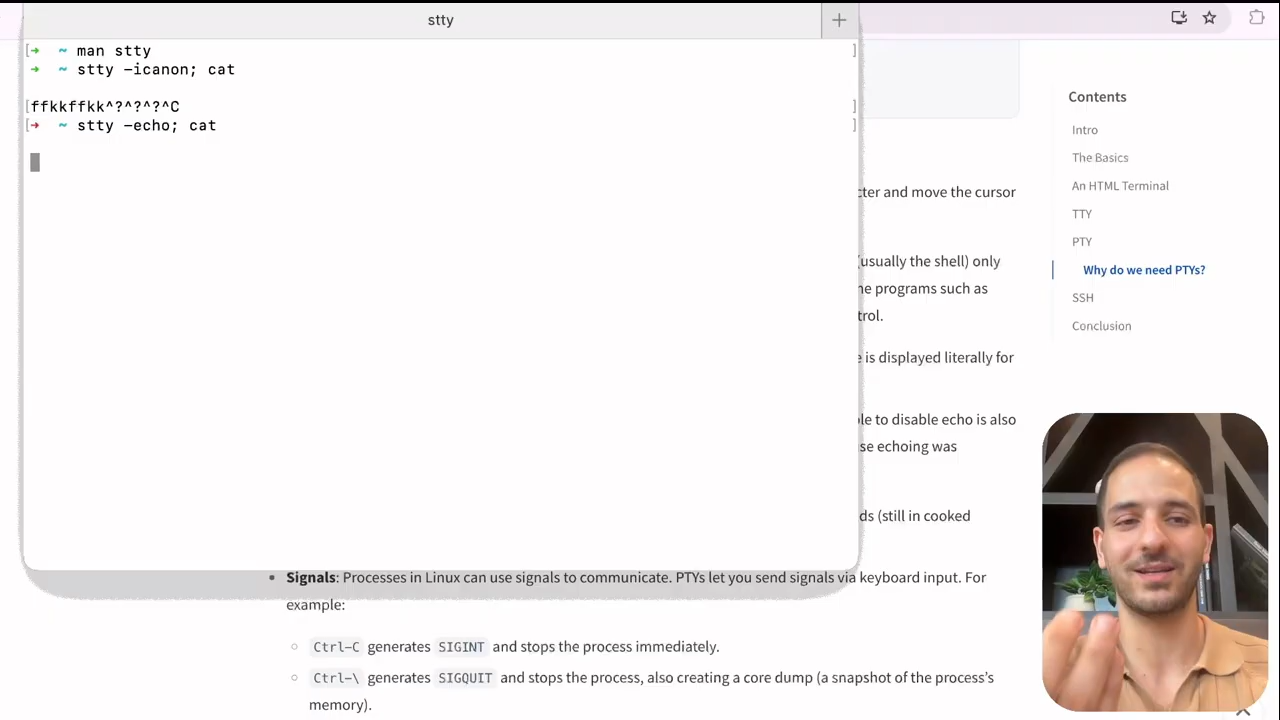 stty
[→ ~ man stty ]
→ ~ stty -icanon; cat
[ffkkffkk^?^?^?^C ]
[→ ~ stty -echo; cat ]
cter and move the cursor
(usually the shell) only
ne programs such as
trol.
e is displayed literally for
ole to disable echo is also
se echoing was
ds (still in cooked
• Signals: Processes in Linux can use signals to communicate. PTYs let you send signals via keyboard input. For
example:
○ Ctrl-C generates SIGINT and stops the process immediately.
○ Ctrl-\ generates SIGQUIT and stops the process, also creating a core dump (a snapshot of the process’s
memory).
Contents
Intro
The Basics
An HTML Terminal
TTY
PTY
Why do we need PTYs?
SSH
Conclusion